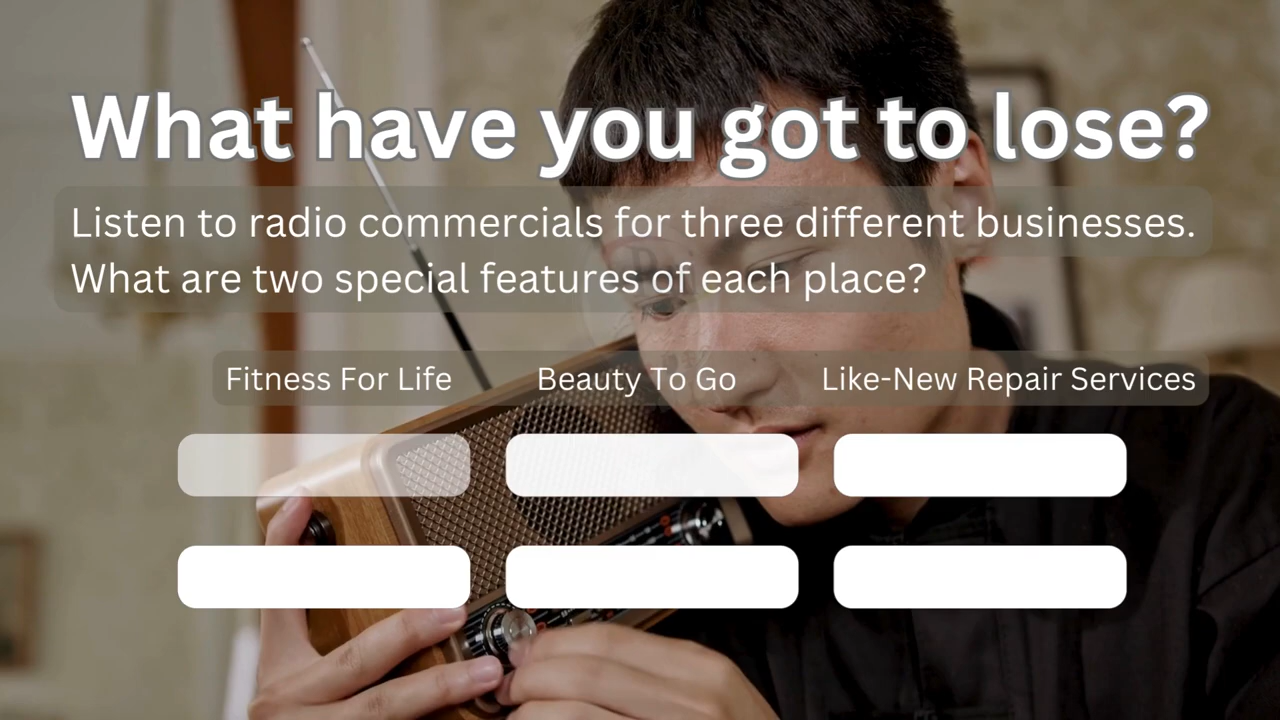 What have you got to lose?
Listen to radio commercials for three different businesses.
What are two special features of each place?
Fitness For Life Beauty To Go Like-New Repair Services